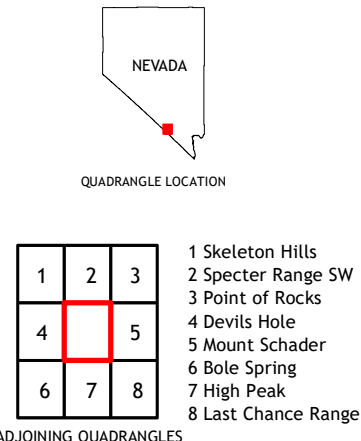 NEVADA
QUADRANGLE LOCATION
1 2 3
4 5
6 7 8
1 Skeleton Hills
2 Specter Range SW
3 Point of Rocks
4 Devils Hole
5 Mount Schader
6 Bole Spring
7 High Peak
8 Last Chance Range
ADJOINING QUADRANGLES